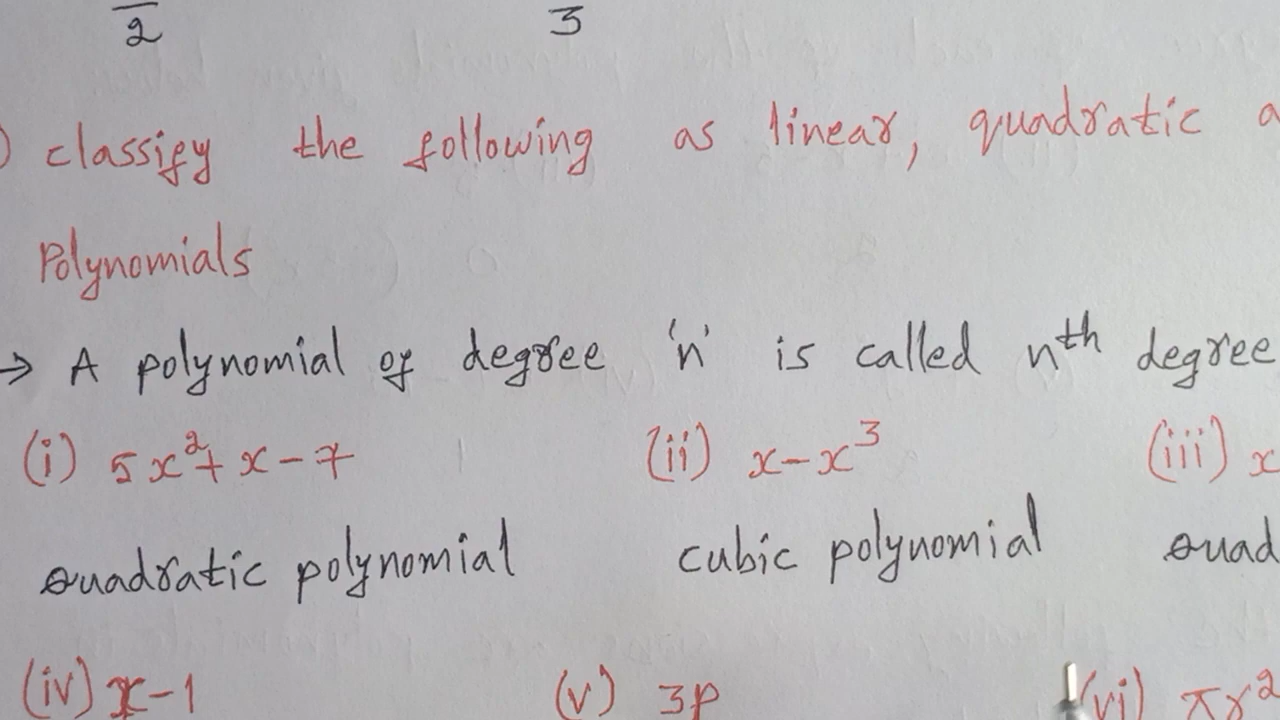 2 3
) classify the following as linear, quadratic a
Polynomials
→ A polynomial of degree 'n' is called nᵗʰ degree
(i) 5x²+x-7 (ii) x-x³ (iii) x
quadratic polynomial cubic polynomial quad
(iv) x-1 (v) 3p (vi) πr²